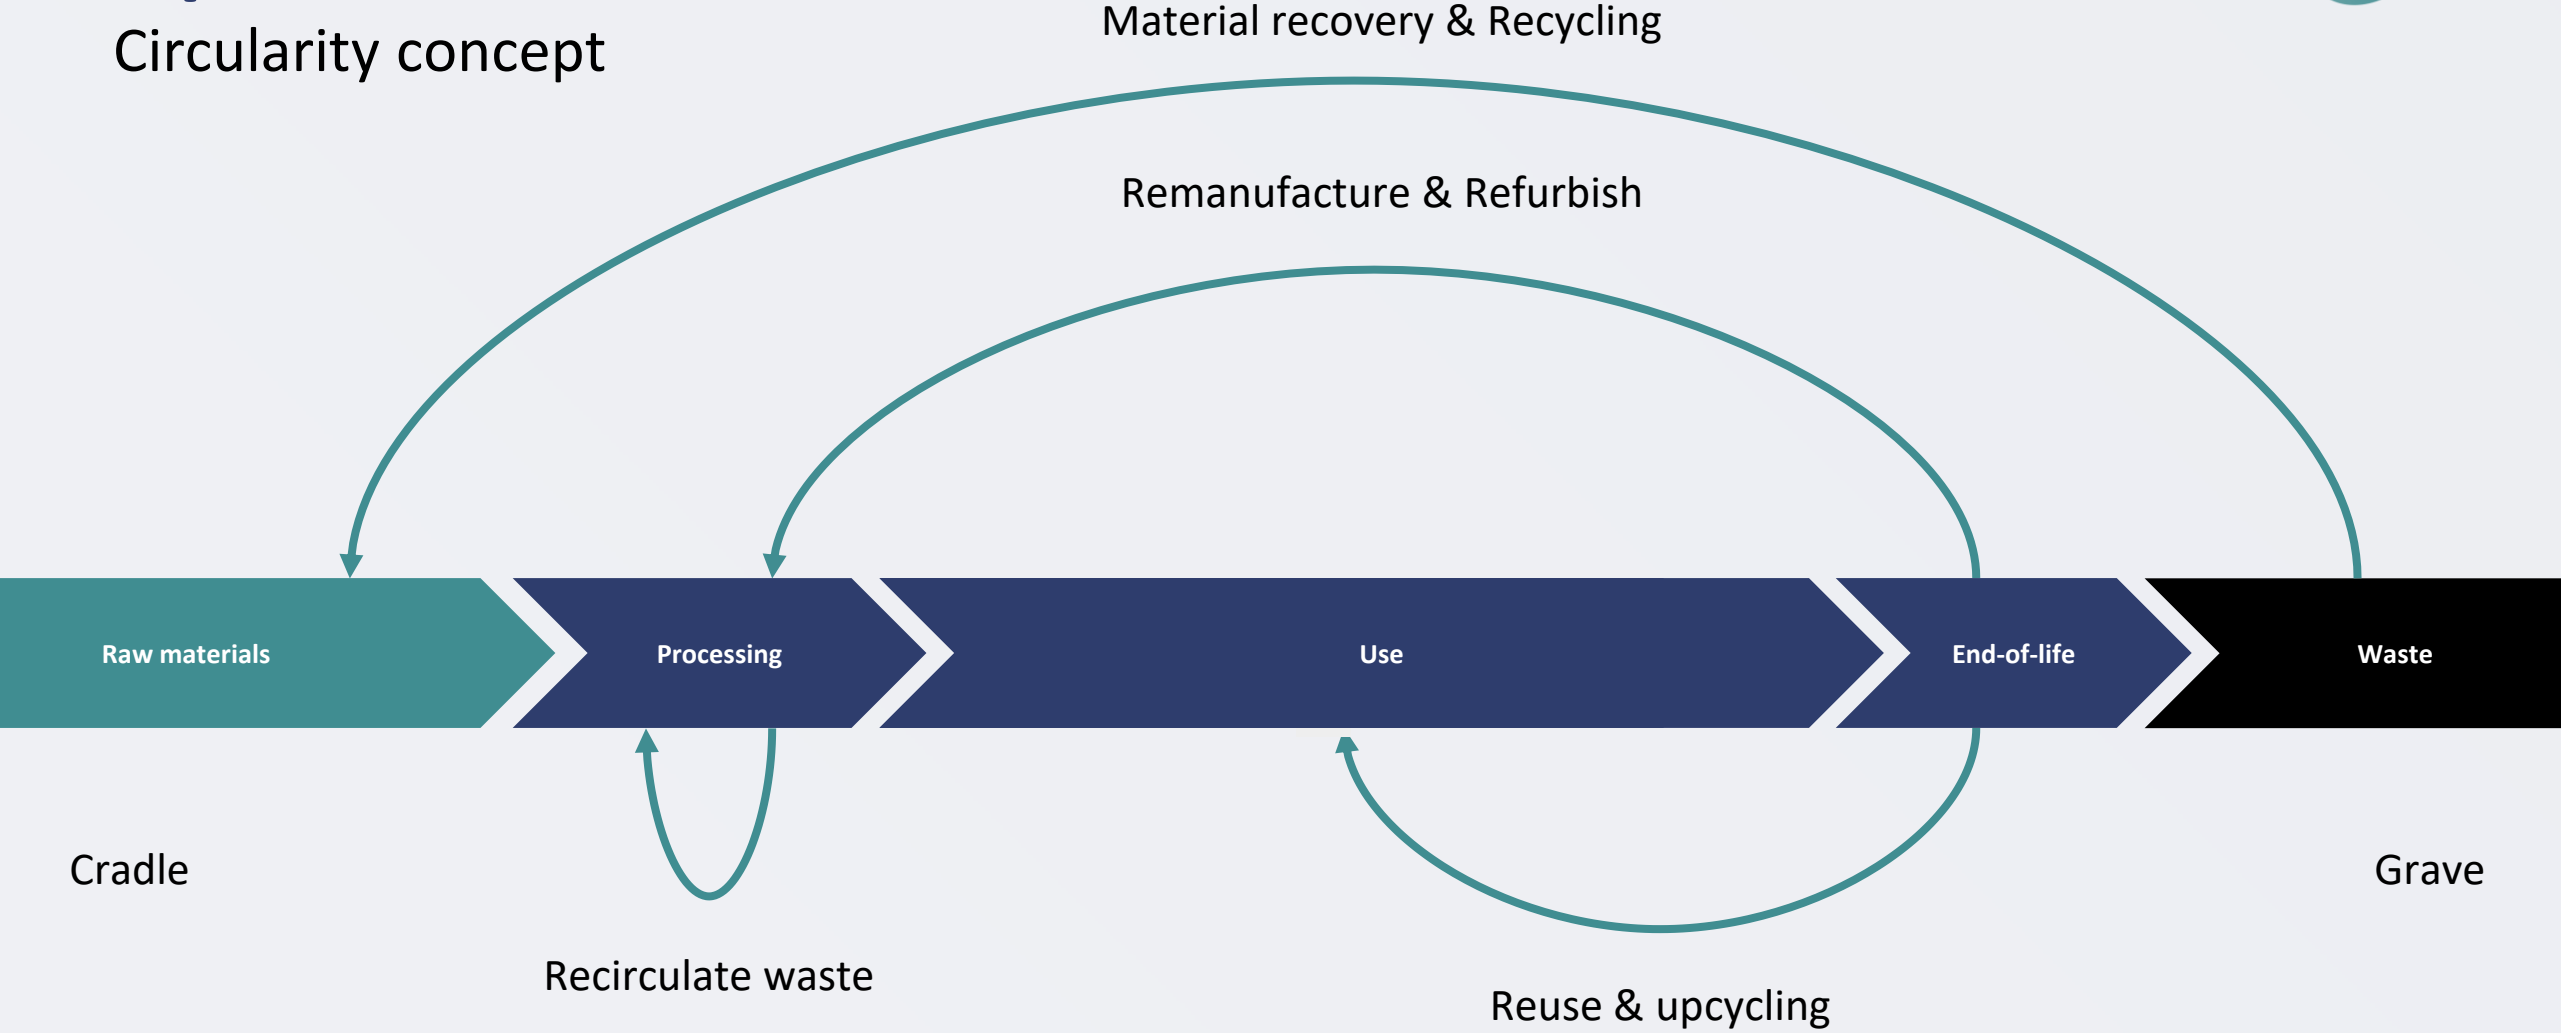 Circularity concept
Material recovery & Recycling
Remanufacture & Refurbish
Raw materials
Processing
Use
End-of-life
Waste
Cradle
Grave
Recirculate waste
Reuse & upcycling